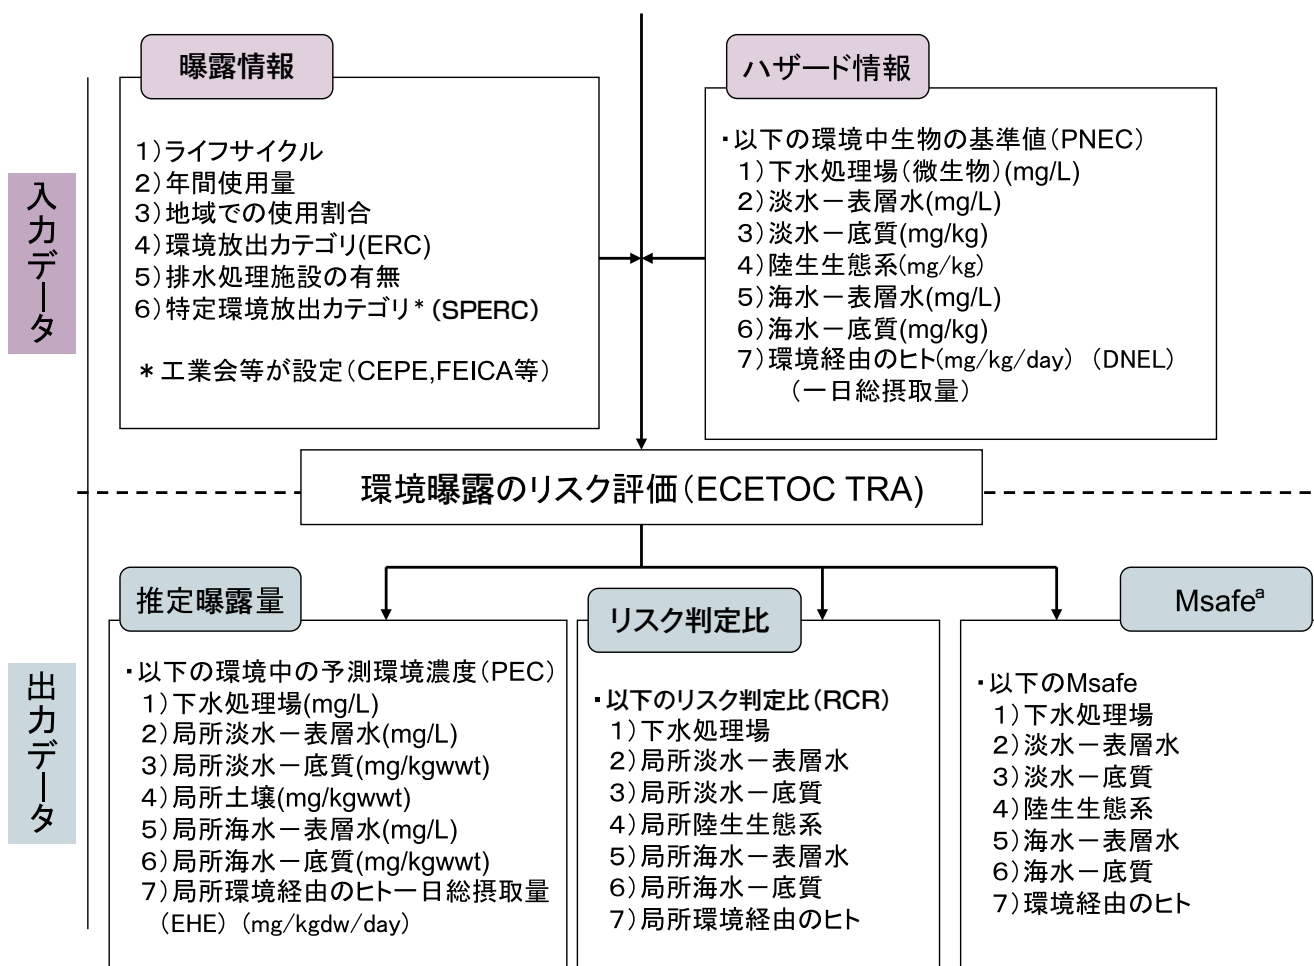 入力データ
曝露情報
1)ライフサイクル
2)年間使用量
3)地域での使用割合
4)環境放出カテゴリ(ERC)
5)排水処理施設の有無
6)特定環境放出カテゴリ*(SPERC)
*工業会等が設定(CEPE,FEICA等)
ハザード情報
・以下の環境中生物の基準値(PNEC)
1)下水処理場(微生物)(mg/L)
2)淡水－表層水(mg/L)
3)淡水－底質(mg/kg)
4)陸生生態系(mg/kg)
5)海水－表層水(mg/L)
6)海水－底質(mg/kg)
7)環境経由のヒト(mg/kg/day) (DNEL)
(一日総摂取量)
環境曝露のリスク評価(ECETOC TRA)
出力データ
推定曝露量
・以下の環境中の予測環境濃度(PEC)
1)下水処理場(mg/L)
2)局所淡水－表層水(mg/L)
3)局所淡水－底質(mg/kgwwt)
4)局所土壌(mg/kgwwt)
5)局所海水－表層水(mg/L)
6)局所海水－底質(mg/kgwwt)
7)局所環境経由のヒト一日総摂取量
(EHE) (mg/kgdw/day)
リスク判定比
・以下のリスク判定比(RCR)
1)下水処理場
2)局所淡水－表層水
3)局所淡水－底質
4)局所陸生生態系
5)局所海水－表層水
6)局所海水－底質
7)局所環境経由のヒト
Msafeª
・以下のMsafe
1)下水処理場
2)淡水－表層水
3)淡水－底質
4)陸生生態系
5)海水－表層水
6)海水－底質
7)環境経由のヒト